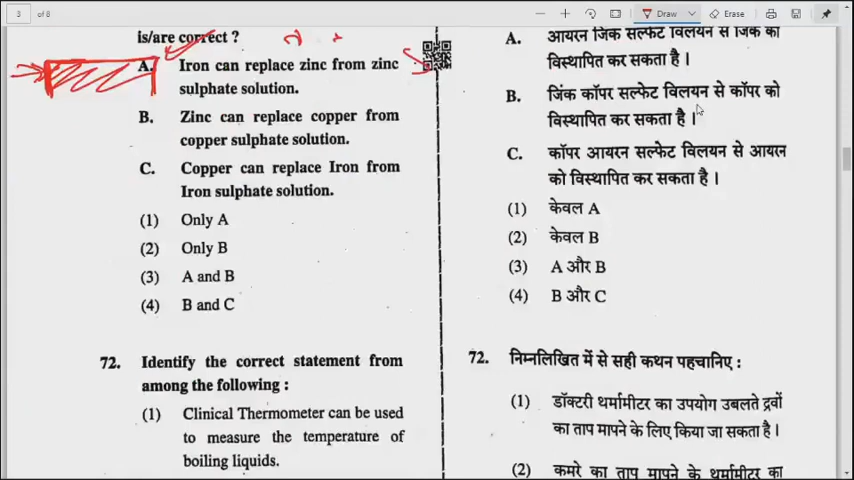 3 of 8
Draw
Erase
is/are correct ?
A. Iron can replace zinc from zinc
sulphate solution.
B. Zinc can replace copper from
copper sulphate solution.
C. Copper can replace Iron from
Iron sulphate solution.
(1) Only A
(2) Only B
(3) A and B
(4) B and C
72. Identify the correct statement from
among the following :
(1) Clinical Thermometer can be used
to measure the temperature of
boiling liquids.
A. आयरन जिंक सल्फेट विलयन से जिंक को
विस्थापित कर सकता है ।
B. जिंक कॉपर सल्फेट विलयन से कॉपर को
विस्थापित कर सकता है ।
C. कॉपर आयरन सल्फेट विलयन से आयरन
को विस्थापित कर सकता है ।
(1) केवल A
(2) केवल B
(3) A और B
(4) B और C
72. निम्नलिखित में से सही कथन पहचानिए :
(1) डॉक्टरी थर्मामीटर का उपयोग उबलते द्रवों
का ताप मापने के लिए किया जा सकता है ।
(2) कमरे का ताप मापने के थर्मामीटर का